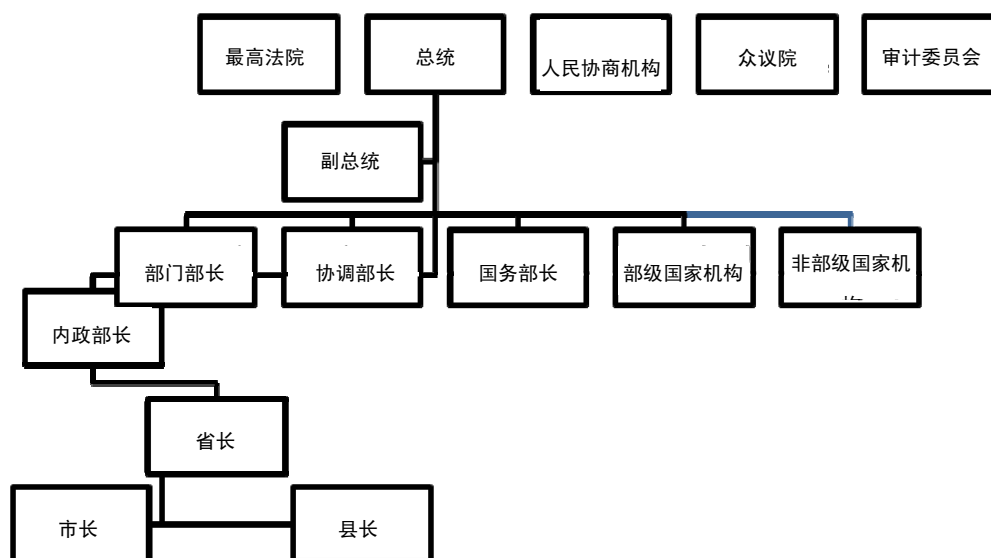 最高法院
总统
人民协商机构
众议院
审计委员会
副总统
部门部长
协调部长
国务部长
部级国家机构
非部级国家机
内政部长
省长
市长
县长